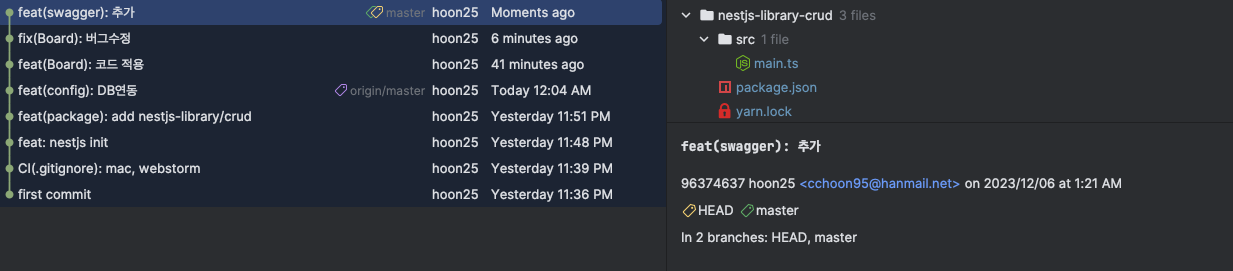 feat(swagger): 추가 master hoon25 Moments ago
fix(Board): 버그수정 hoon25 6 minutes ago
feat(Board): 코드 적용 hoon25 41 minutes ago
feat(config): DB연동 origin/master hoon25 Today 12:04 AM
feat(package): add nestjs-library/crud hoon25 Yesterday 11:51 PM
feat: nestjs init hoon25 Yesterday 11:48 PM
CI(.gitignore): mac, webstorm hoon25 Yesterday 11:39 PM
first commit hoon25 Yesterday 11:36 PM
nestjs-library-crud 3 files
src 1 file
JS main.ts
package.json
yarn.lock
feat(swagger): 추가
96374637 hoon25 <cchoon95@hanmail.net> on 2023/12/06 at 1:21 AM
HEAD master
In 2 branches: HEAD, master